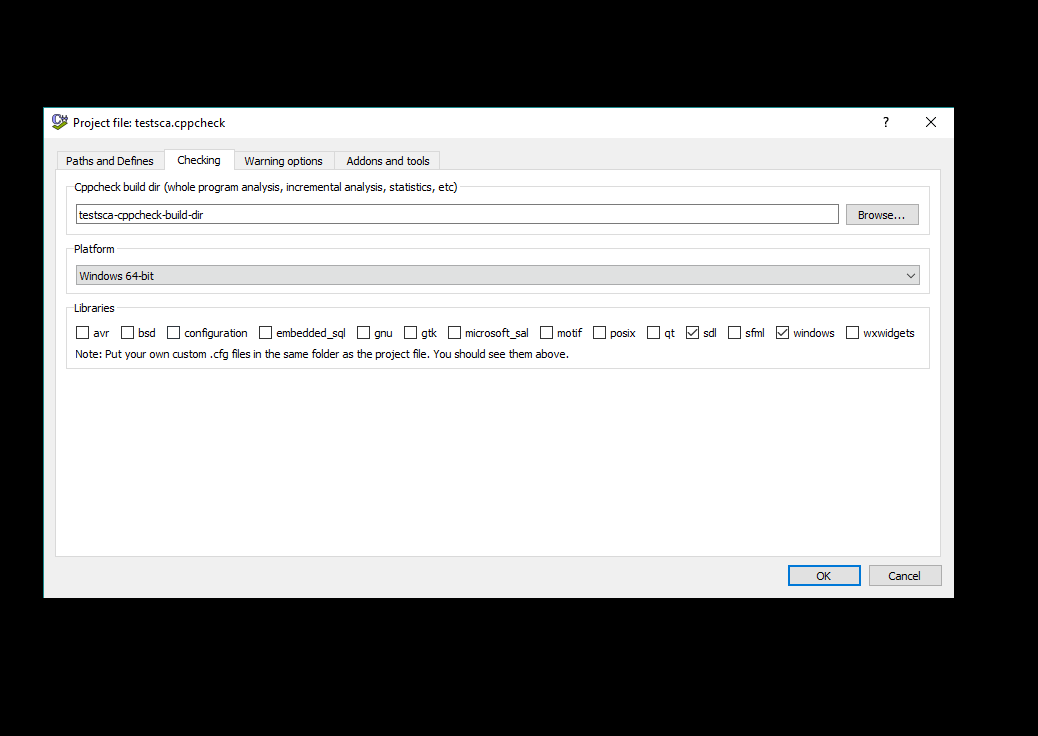 Project file: testsca.cppcheck
?
Paths and Defines Checking Warning options Addons and tools
Cppcheck build dir (whole program analysis, incremental analysis, statistics, etc)
testsca-cppcheck-build-dir Browse...
Platform
Windows 64-bit
Libraries
avr bsd configuration embedded_sql gnu gtk microsoft_sal motif posix qt sdl sfml windows wxwidgets
Note: Put your own custom .cfg files in the same folder as the project file. You should see them above.
OK Cancel